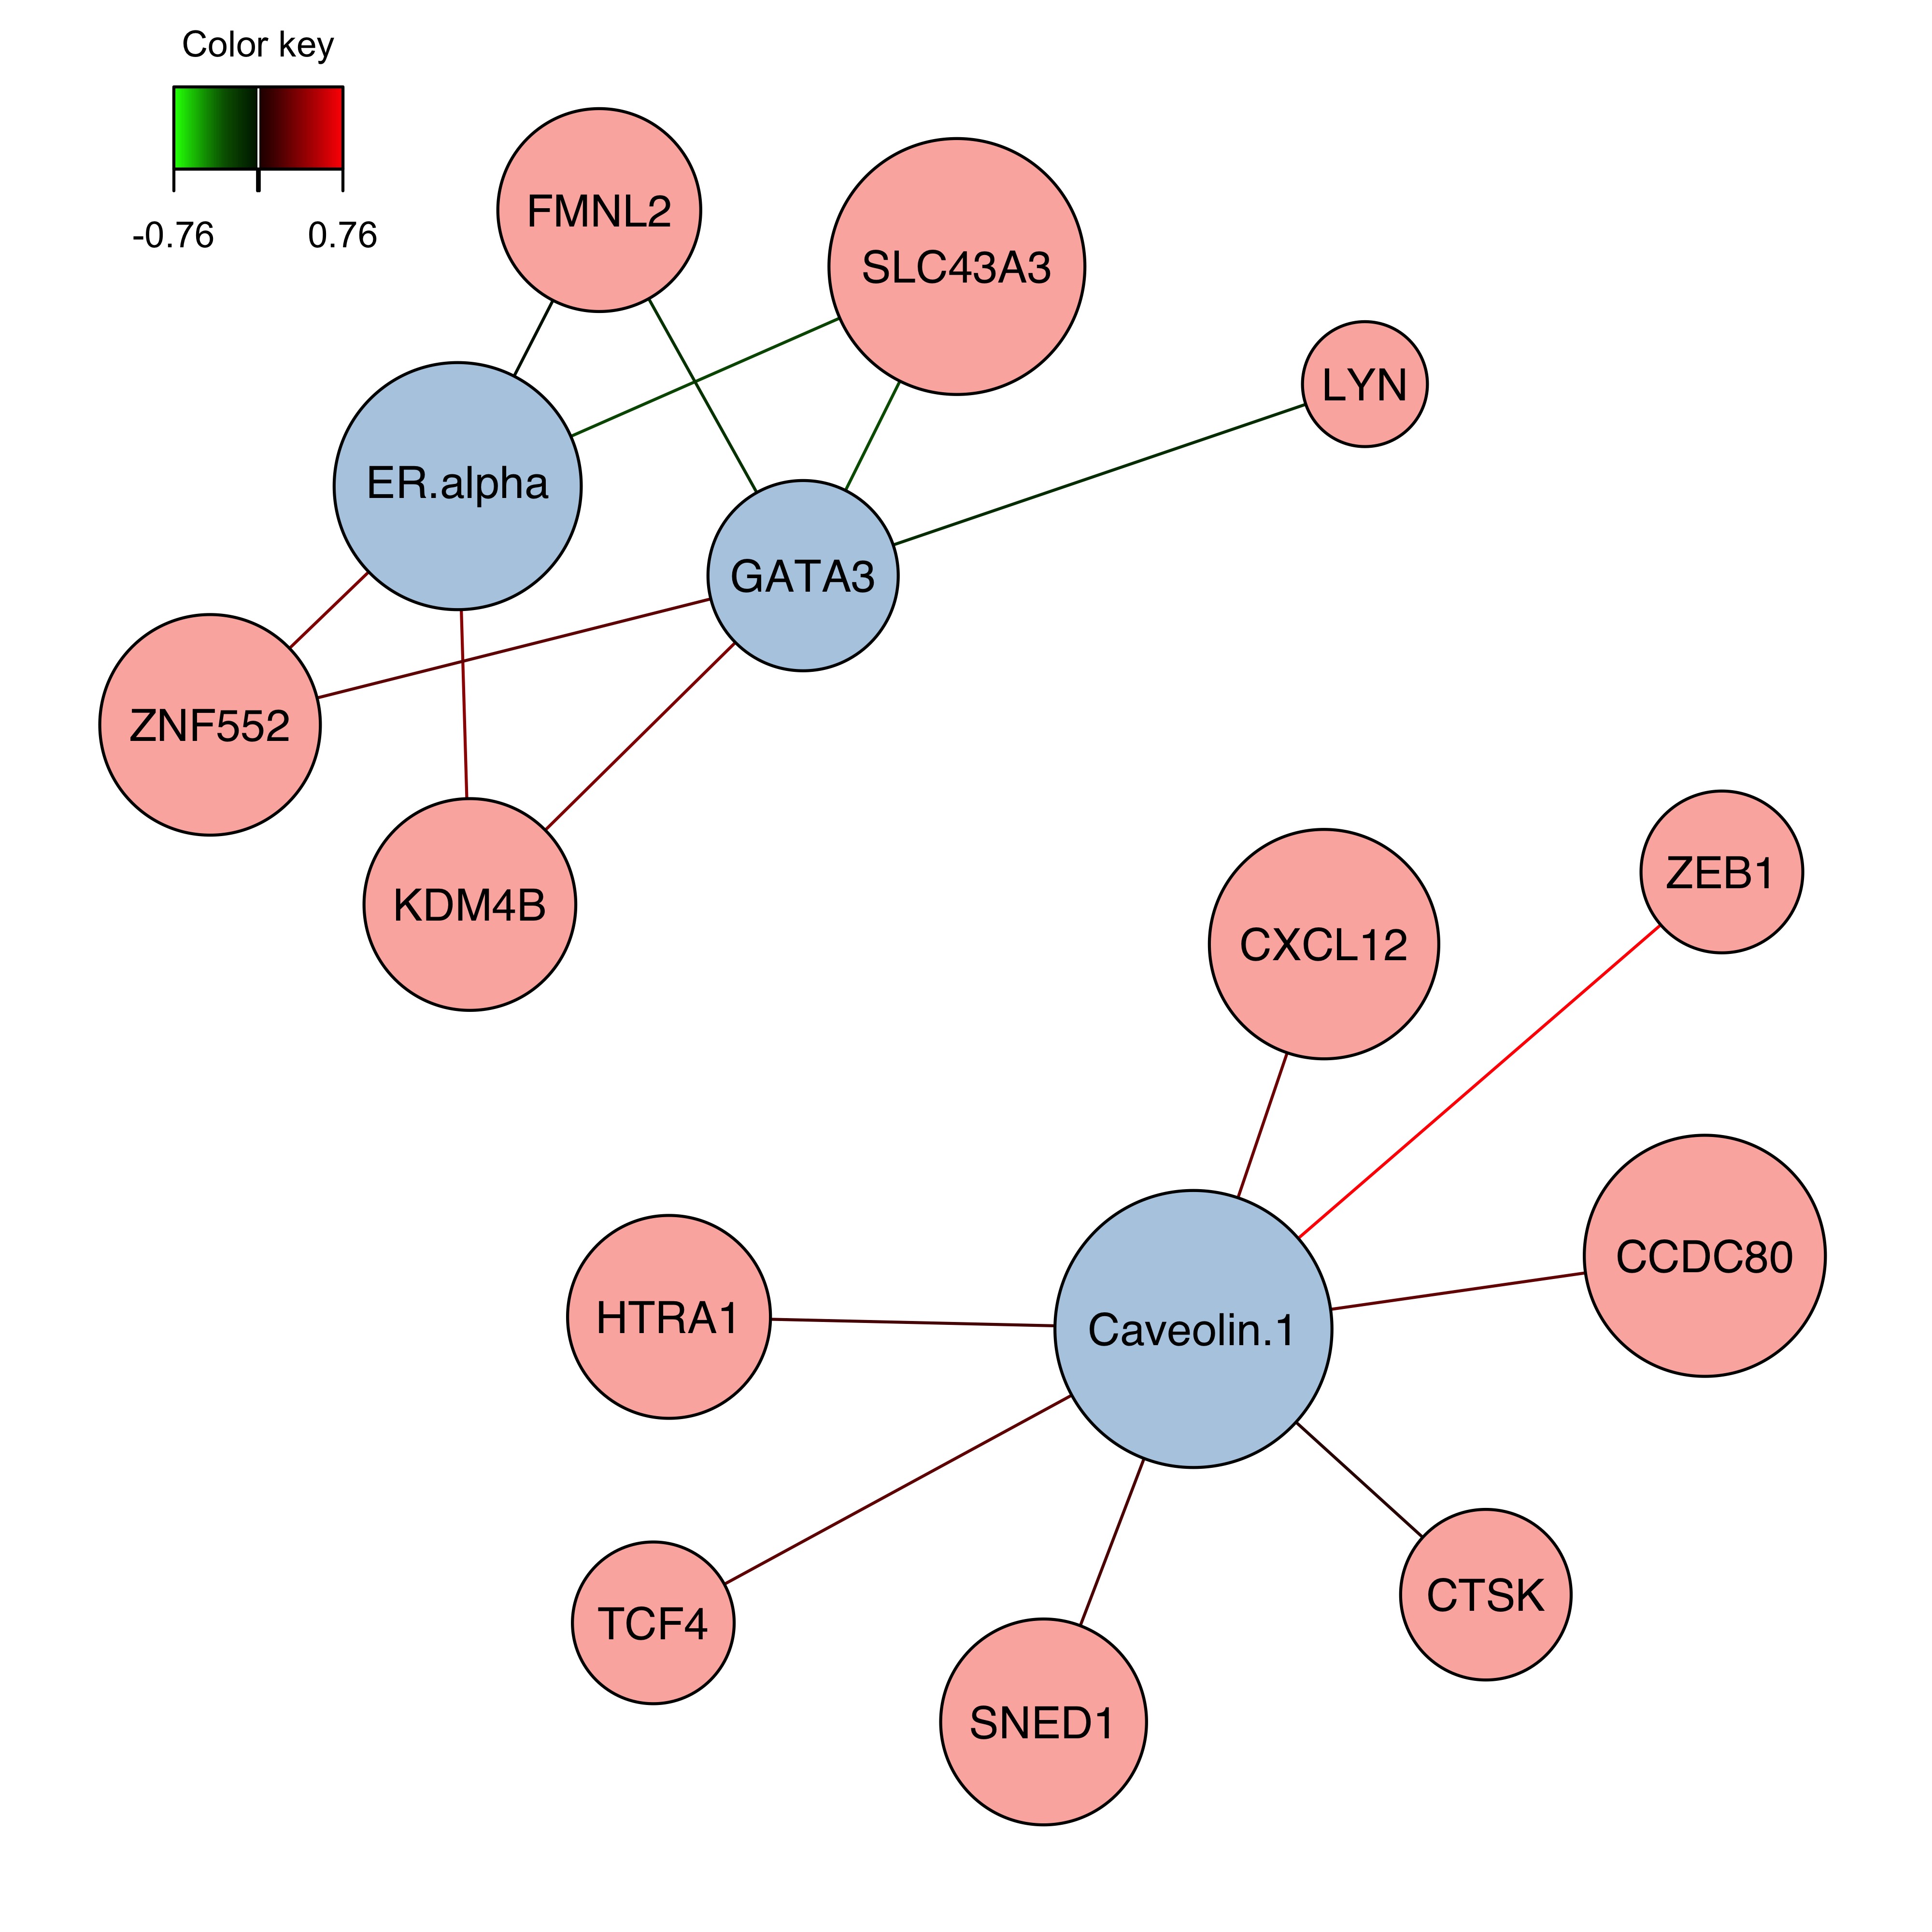 Color key
-0.76 0.76
FMNL2
SLC43A3
LYN
ER.alpha
GATA3
ZNF552
KDM4B
ZEB1
CXCL12
CCDC80
HTRA1
Caveolin.1
CTSK
TCF4
SNED1